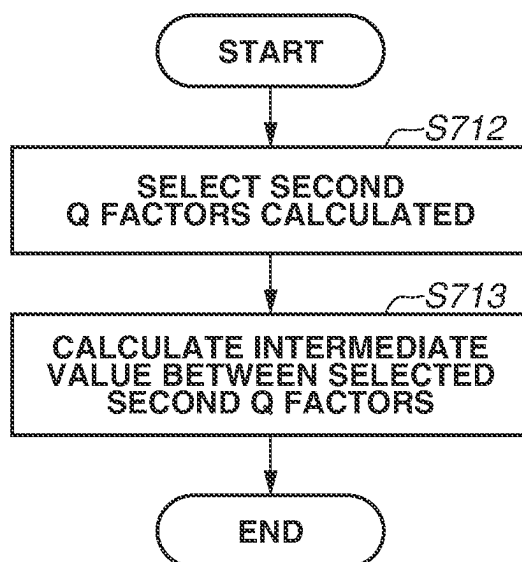 START
S712
SELECT SECOND
Q FACTORS CALCULATED
S713
CALCULATE INTERMEDIATE
VALUE BETWEEN SELECTED
SECOND Q FACTORS
END